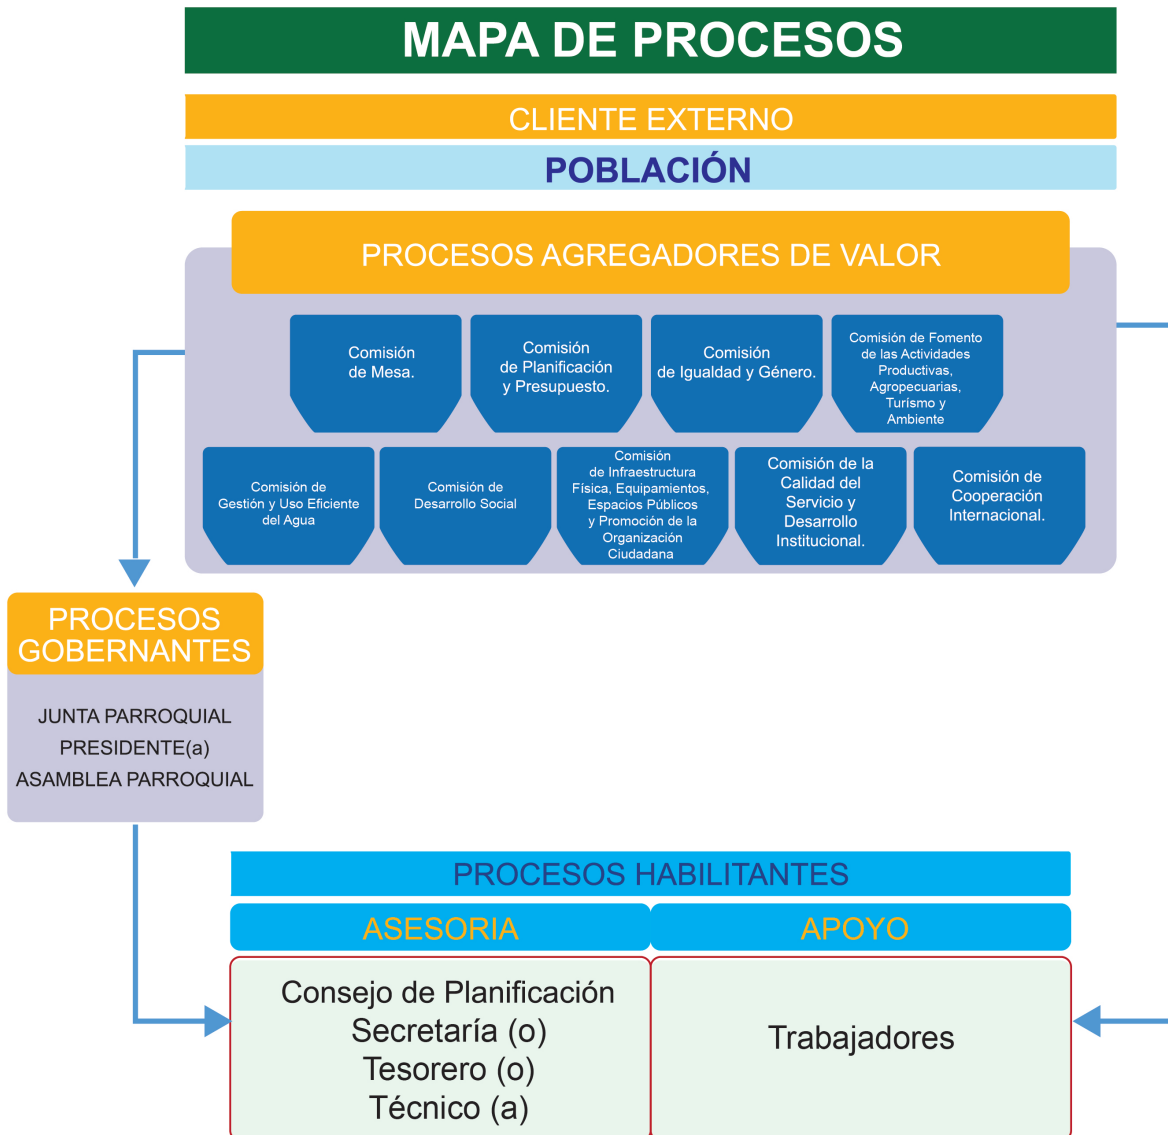 MAPA DE PROCESOS
CLIENTE EXTERNO
POBLACIÓN
PROCESOS AGREGADORES DE VALOR
Comisión
de Mesa.
Comisión
de Planificación
y Presupuesto.
Comisión
de Igualdad y Género.
Comisión de Fomento
de las Actividades
Productivas,
Agropecuarias,
Turísmo y
Ambiente
Comisión de
Gestión y Uso Eficiente
del Agua
Comisión de
Desarrollo Social
Comisión
de Infraestructura
Física, Equipamientos,
Espacios Públicos
y Promoción de la
Organización
Ciudadana
Comisión de la
Calidad del
Servicio y
Desarrollo
Institucional.
Comisión de
Cooperación
Internacional.
PROCESOS
GOBERNANTES
JUNTA PARROQUIAL
PRESIDENTE(a)
ASAMBLEA PARROQUIAL
PROCESOS HABILITANTES
ASESORIA
Consejo de Planificación
Secretaría (o)
Tesorero (o)
Técnico (a)
APOYO
Trabajadores